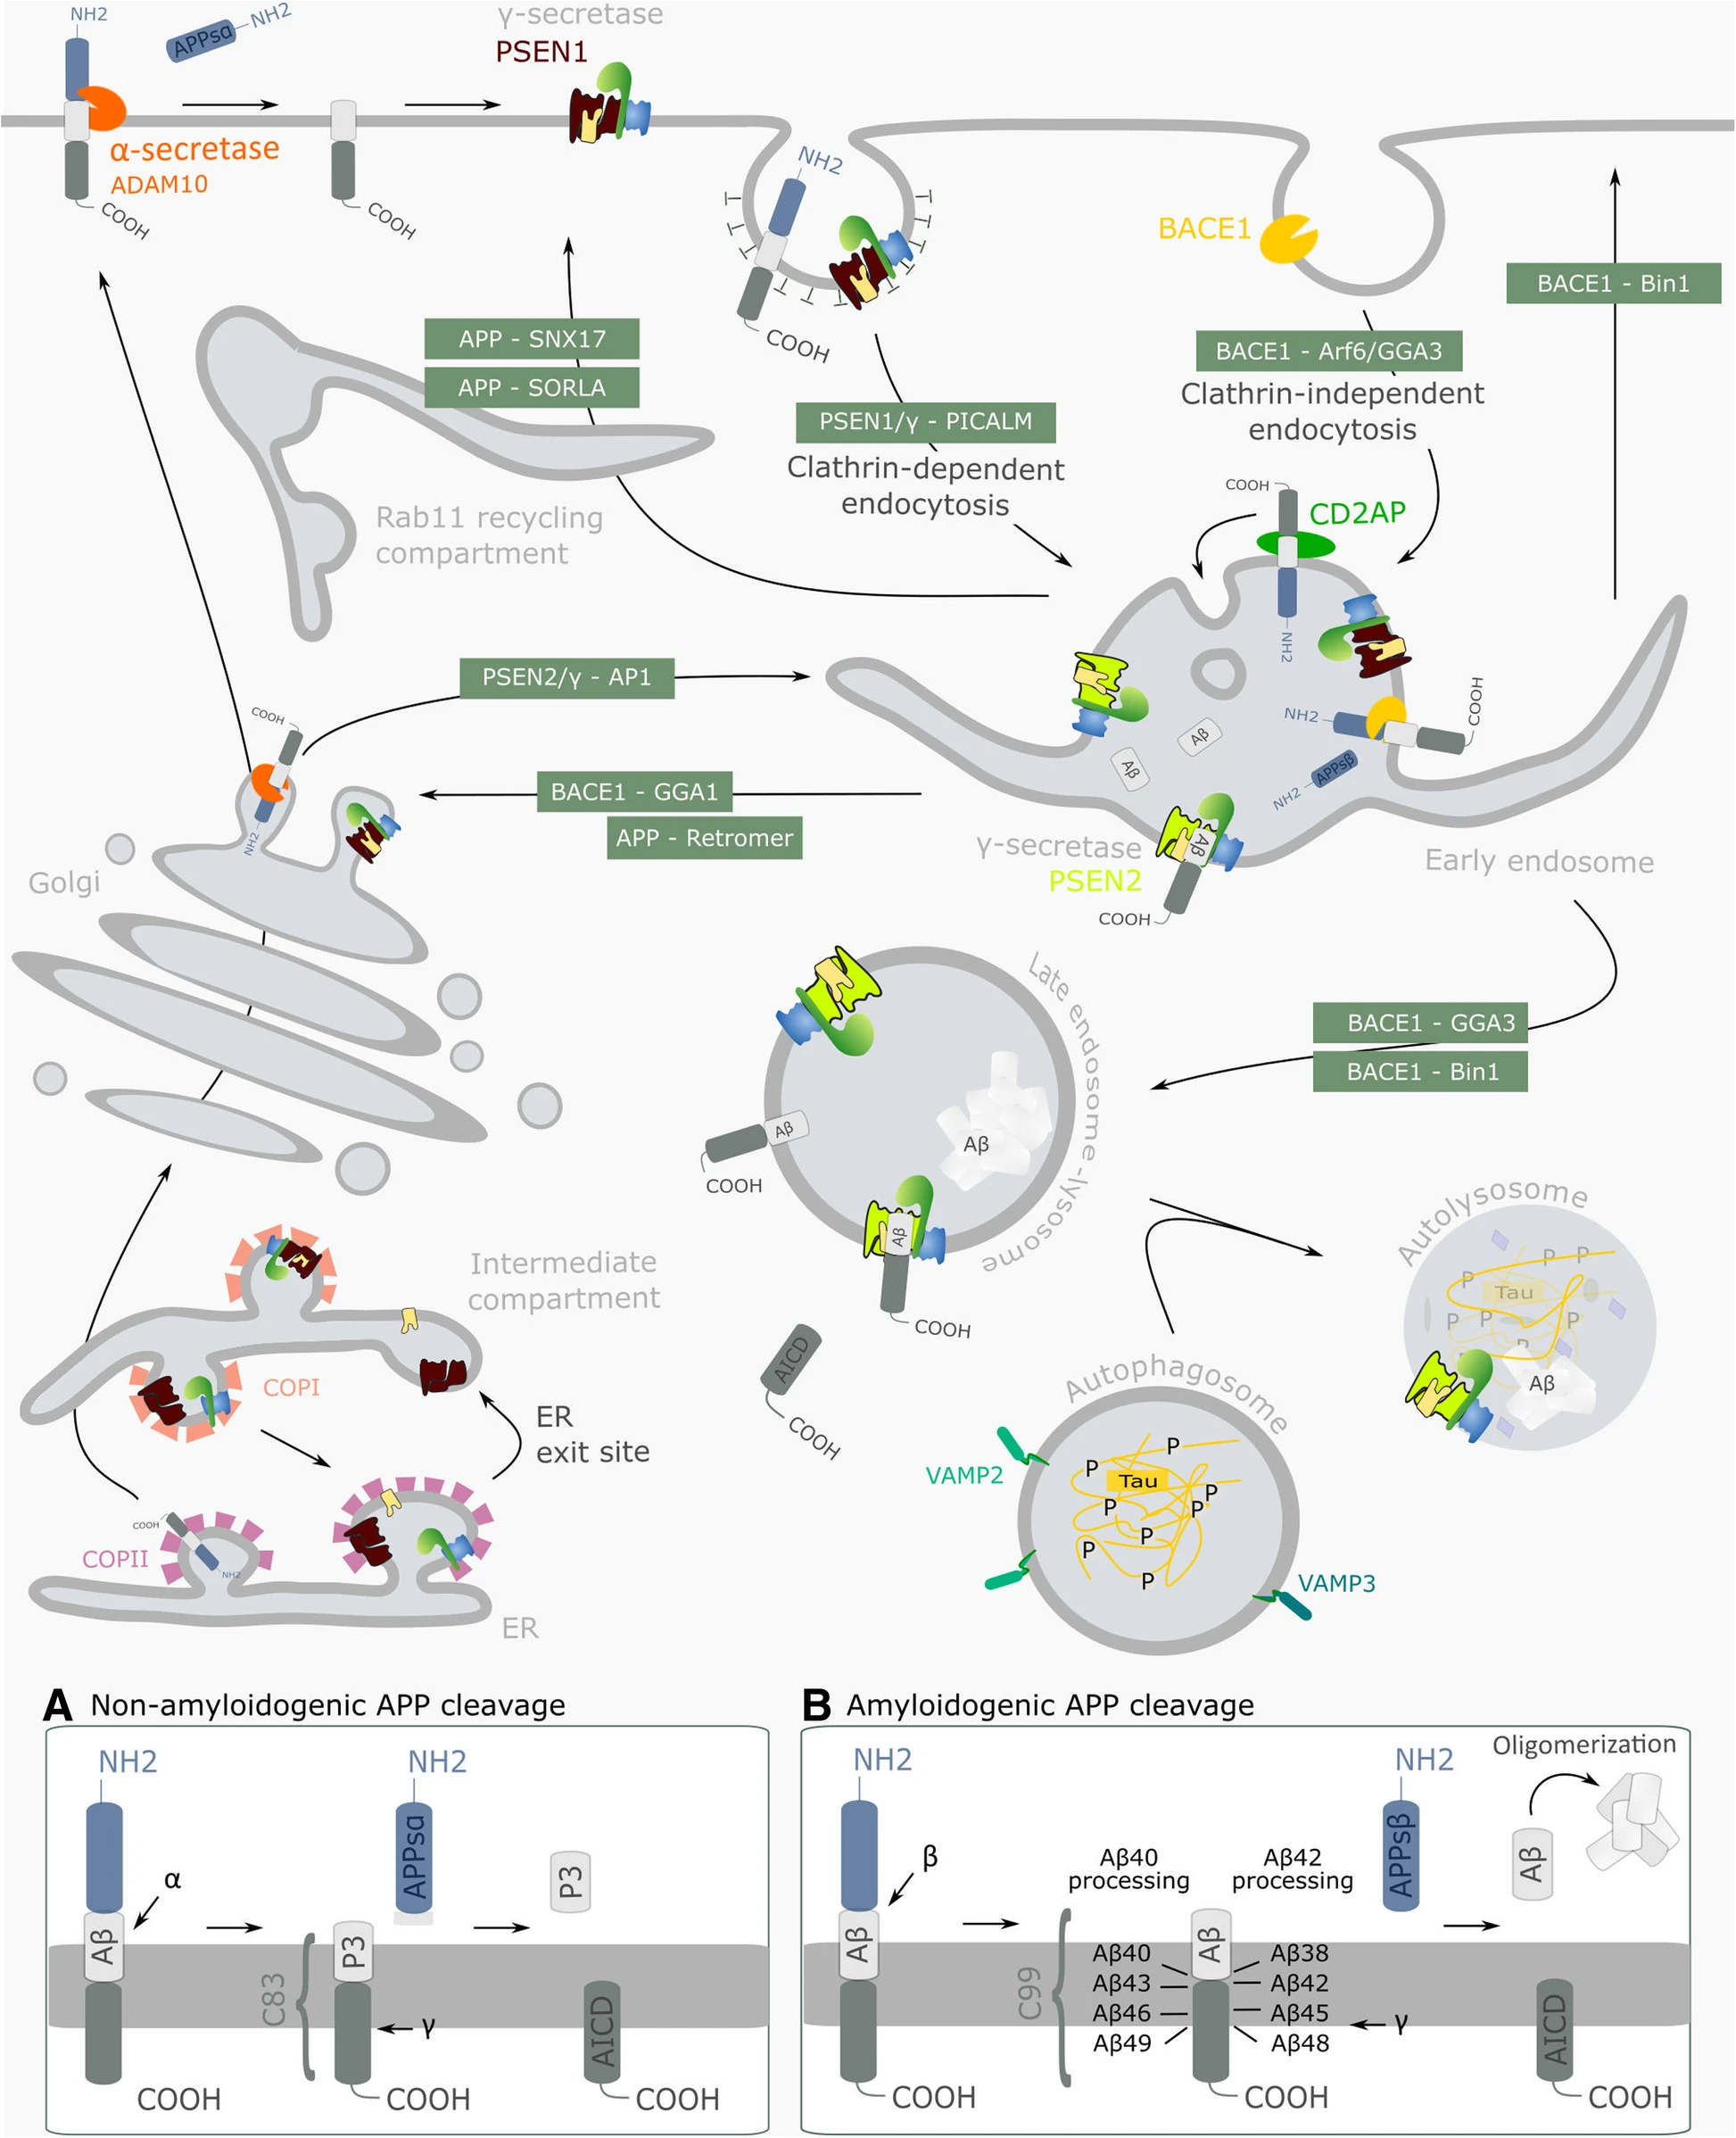 NH2
APPsα
NH2
γ-secretase
PSEN1
α-secretase
ADAM10
COOH
COOH
NH2
COOH
BACE1
BACE1 - Bin1
APP - SNX17
APP - SORLA
BACE1 - Arf6/GGA3
Clathrin-independent
endocytosis
PSEN1/γ - PICALM
Clathrin-dependent
endocytosis
COOH
CD2AP
NH2
Rab11 recycling
compartment
PSEN2/γ - AP1
COOH
NH2
NH2
COOH
Aβ
Aβ
APPsβ
NH2
BACE1 - GGA1
APP - Retromer
γ-secretase
PSEN2
Aβ
COOH
Early endosome
Golgi
Late endosome-lysosome
BACE1 - GGA3
BACE1 - Bin1
Aβ
Aβ
COOH
Aβ
COOH
AICD
COOH
Autolysosome
P
P
P
Tau
P
P
P
P
Aβ
Intermediate
compartment
COPI
ER
exit site
COOH
COPII
NH2
ER
Autophagosome
VAMP2
P
P
Tau
P
P
P
P
P
P
VAMP3
A Non-amyloidogenic APP cleavage
NH2
NH2
APPsα
α
P3
Aβ
P3
C83
γ
AICD
COOH
COOH
COOH
B Amyloidogenic APP cleavage
NH2
NH2
Oligomerization
β
Aβ40
processing
Aβ42
processing
APPsβ
Aβ
Aβ
Aβ
C99
Aβ40
Aβ38
Aβ43
Aβ42
Aβ46
Aβ45
Aβ49
Aβ48
γ
AICD
COOH
COOH
COOH